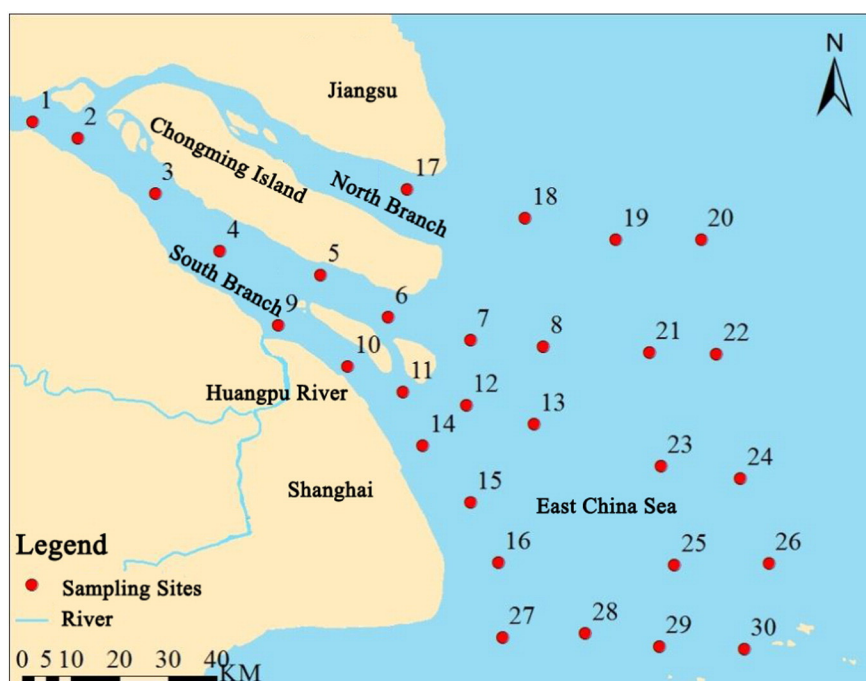 N
Jiangsu
1
2
Chongming Island
17
North Branch
3
18
19
20
4
5
South Branch
6
9
7
8
21
22
10
11
Huangpu River
12
13
14
23
24
Shanghai
15
East China Sea
Legend
16
25
26
Sampling Sites
River
27
28
29
30
0 5 10 20 30 40 KM